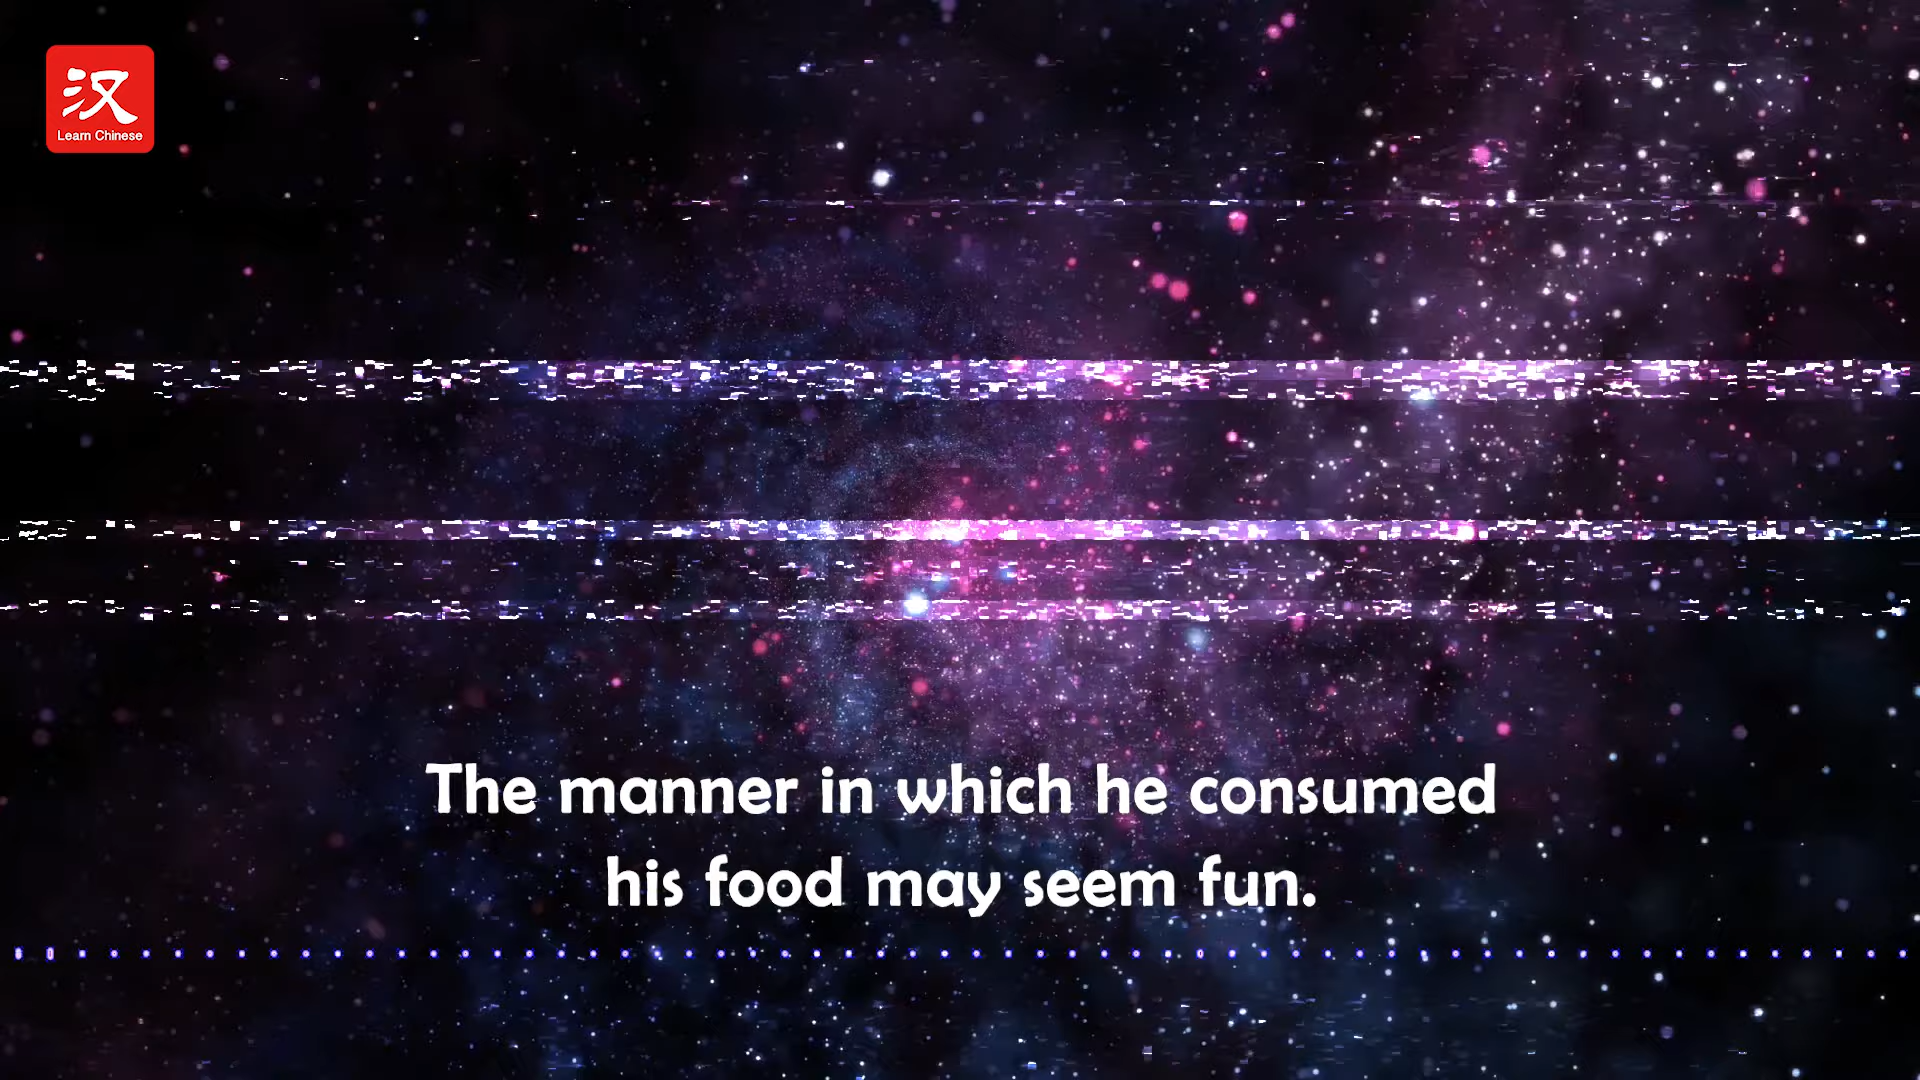 汉
Learn Chinese
The manner in which he consumed
his food may seem fun.